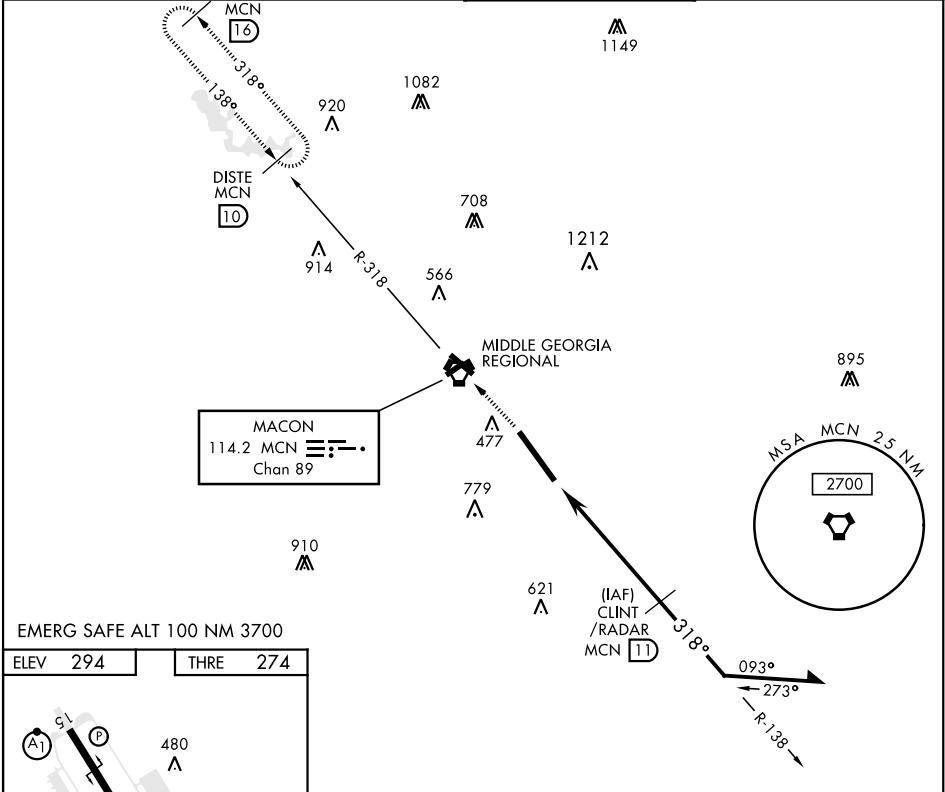 MCN
16
1149
318°
138°
1082
920
DISTE
MCN
10
708
1212
914
R-318
566
MIDDLE GEORGIA
REGIONAL
895
MACON
114.2 MCN
Chan 89
477
MSA MCN 25 NM
2700
779
910
621
(IAF)
CLINT
/RADAR
MCN 11
318°
093°
273°
R-138
EMERG SAFE ALT 100 NM 3700
ELEV 294
THRE 274
15
A1
P
480